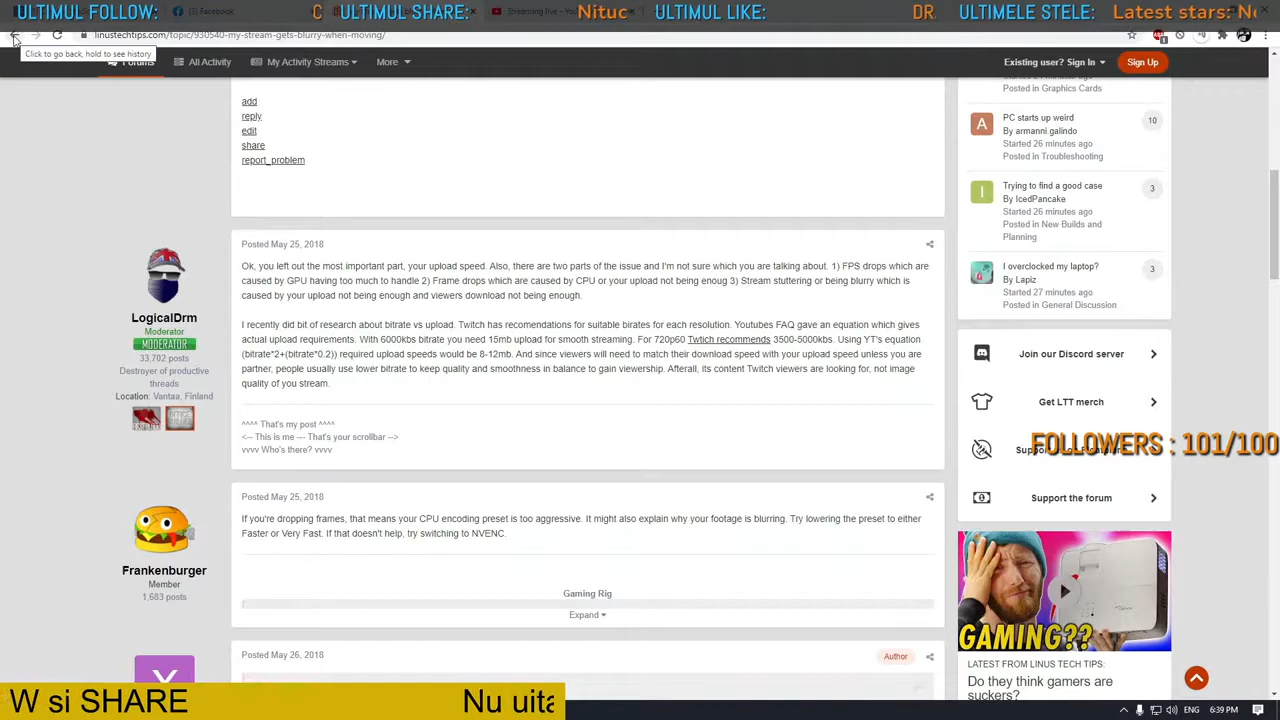 ULTIMUL FOLLOW: C ULTIMUL SHARE: Nituc ULTIMUL LIKE: DR. ULTIMELE STELE: Latest stars:
Facebook
Streaming live - Yo
linustechtips.com/topic/930540-my-stream-gets-blurry-when-moving/
Click to go back, hold to see history
Forums All Activity My Activity Streams More Existing user? Sign In Sign Up
add
reply
edit
share
report_problem
Posted May 25, 2018
Ok, you left out the most important part, your upload speed. Also, there are two parts of the issue and I'm not sure which you are talking about. 1) FPS drops which are
caused by GPU having too much to handle 2) Frame drops which are caused by CPU or your upload not being enoug 3) Stream stuttering or being blurry which is
caused by your upload not being enough and viewers download not being enough.
I recently did bit of research about bitrate vs upload. Twitch has recomendations for suitable birates for each resolution. Youtubes FAQ gave an equation which gives
actual upload requirements. With 6000kbs bitrate you need 15mb upload for smooth streaming. For 720p60 Twtich recommends 3500-5000kbs. Using YT's equation
(bitrate*2+(bitrate*0.2)) required upload speeds would be 8-12mb. And since viewers will need to match their download speed with your upload speed unless you are
partner, people usually use lower bitrate to keep quality and smoothness in balance to gain viewership. Afterall, its content Twitch viewers are looking for, not image
quality of you stream.
^^^^ That's my post ^^^^
<-- This is me --- That's your scrollbar -->
vvvv Who's there? vvvv
LogicalDrm
Moderator
MODERATOR
33,702 posts
Destroyer of productive
threads
Location: Vantaa, Finland
Posted May 25, 2018
If you're dropping frames, that means your CPU encoding preset is too aggressive. It might also explain why your footage is blurring. Try lowering the preset to either
Faster or Very Fast. If that doesn't help, try switching to NVENC.
Gaming Rig
Expand
Frankenburger
Member
1,683 posts
Posted May 26, 2018
Author
Y
Posted in Graphics Cards
10
A
PC starts up weird
By armanni.galindo
Started 26 minutes ago
Posted in Troubleshooting
10
I
Trying to find a good case
By IcedPancake
Started 26 minutes ago
Posted in New Builds and
Planning
3
I overclocked my laptop?
By Lapiz
Started 27 minutes ago
Posted in General Discussion
3
Join our Discord server
Get LTT merch
FOLLOWERS : 101/100
Support the forum
GAMING??
LATEST FROM LINUS TECH TIPS:
Do they think gamers are
suckers?
W si SHARE Nu uita
ENG 6:39 PM